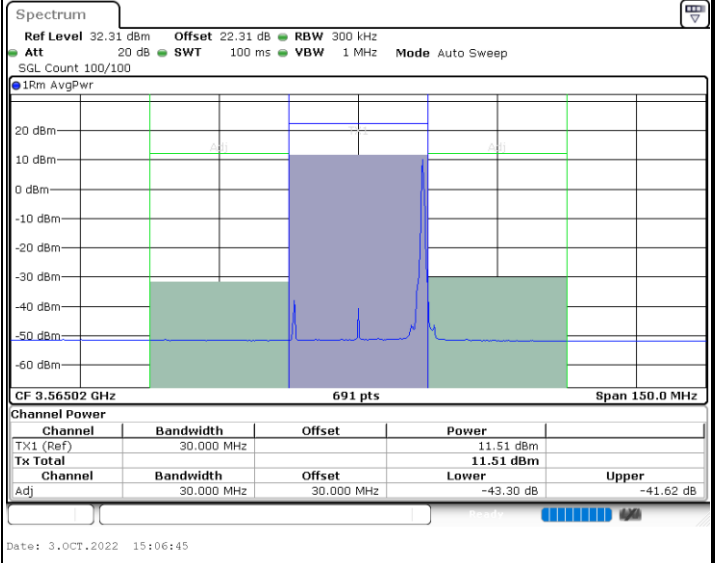 Spectrum
Ref Level 32.31 dBm Offset 22.31 dB RBW 300 kHz
Att 20 dB SWT 100 ms VBW 1 MHz Mode Auto Sweep
SGL Count 100/100
1Rm AvgPwr
20 dBm
Adj
Adj
10 dBm
0 dBm
-10 dBm
-20 dBm
-30 dBm
-40 dBm
-50 dBm
-60 dBm
CF 3.56502 GHz 691 pts Span 150.0 MHz
Channel Power
Channel Bandwidth Offset Power
TX1 (Ref) 30.000 MHz 11.51 dBm
Tx Total 11.51 dBm
Channel Bandwidth Offset Lower Upper
Adj 30.000 MHz 30.000 MHz -43.30 dB -41.62 dB
Ready
Date: 3.OCT.2022 15:06:45